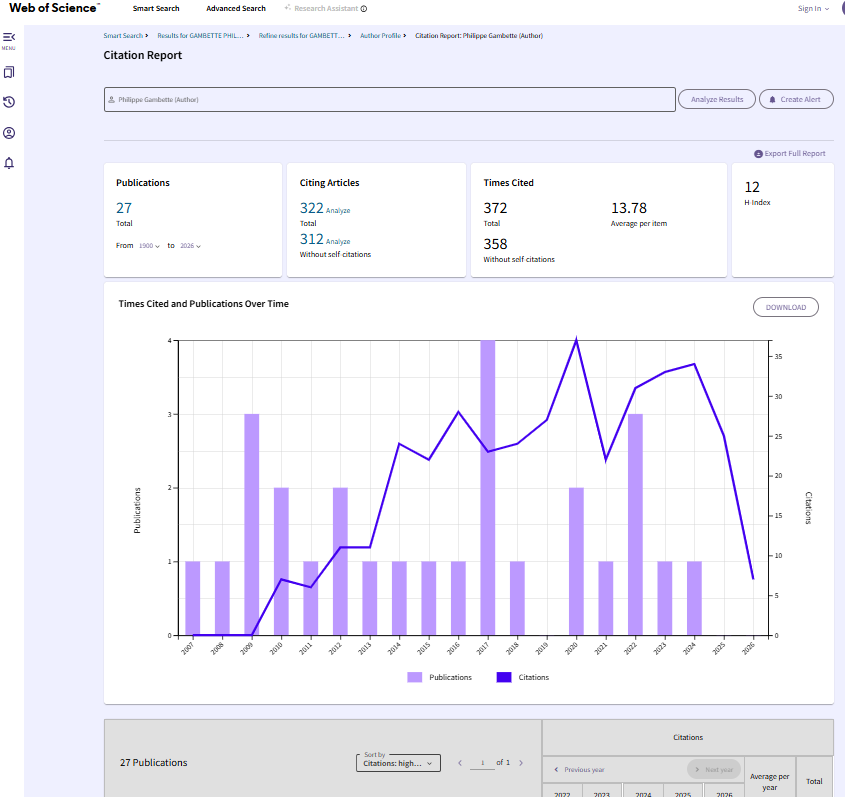 Web of Science™ Smart Search Advanced Search Research Assistant Sign In
MENU
Smart Search > Results for GAMBETTE PHIL... > Refine results for GAMBETT... > Author Profile > Citation Report: Philippe Gambette (Author)
Citation Report
Philippe Gambette (Author)
Analyze Results
Create Alert
Export Full Report
Publications
27
Total
From 1900 to 2026
Citing Articles
322 Analyze
Total
312 Analyze
Without self-citations
Times Cited
372
Total
358
Without self citations
13.78
Average per item
12
H Index
Times Cited and Publications Over Time
DOWNLOAD
Publications
4
3
2
1
0
Citations
35
30
25
20
15
10
5
0
2007 2008 2009 2010 2011 2012 2013 2014 2015 2016 2017 2018 2019 2020 2021 2022 2023 2024 2025 2026
Publications Citations
27 Publications
Sort by
Citations: high...
1 of 1
Citations
Previous year
Next year
Average per
year
Total
2022 2023 2024 2025 2026